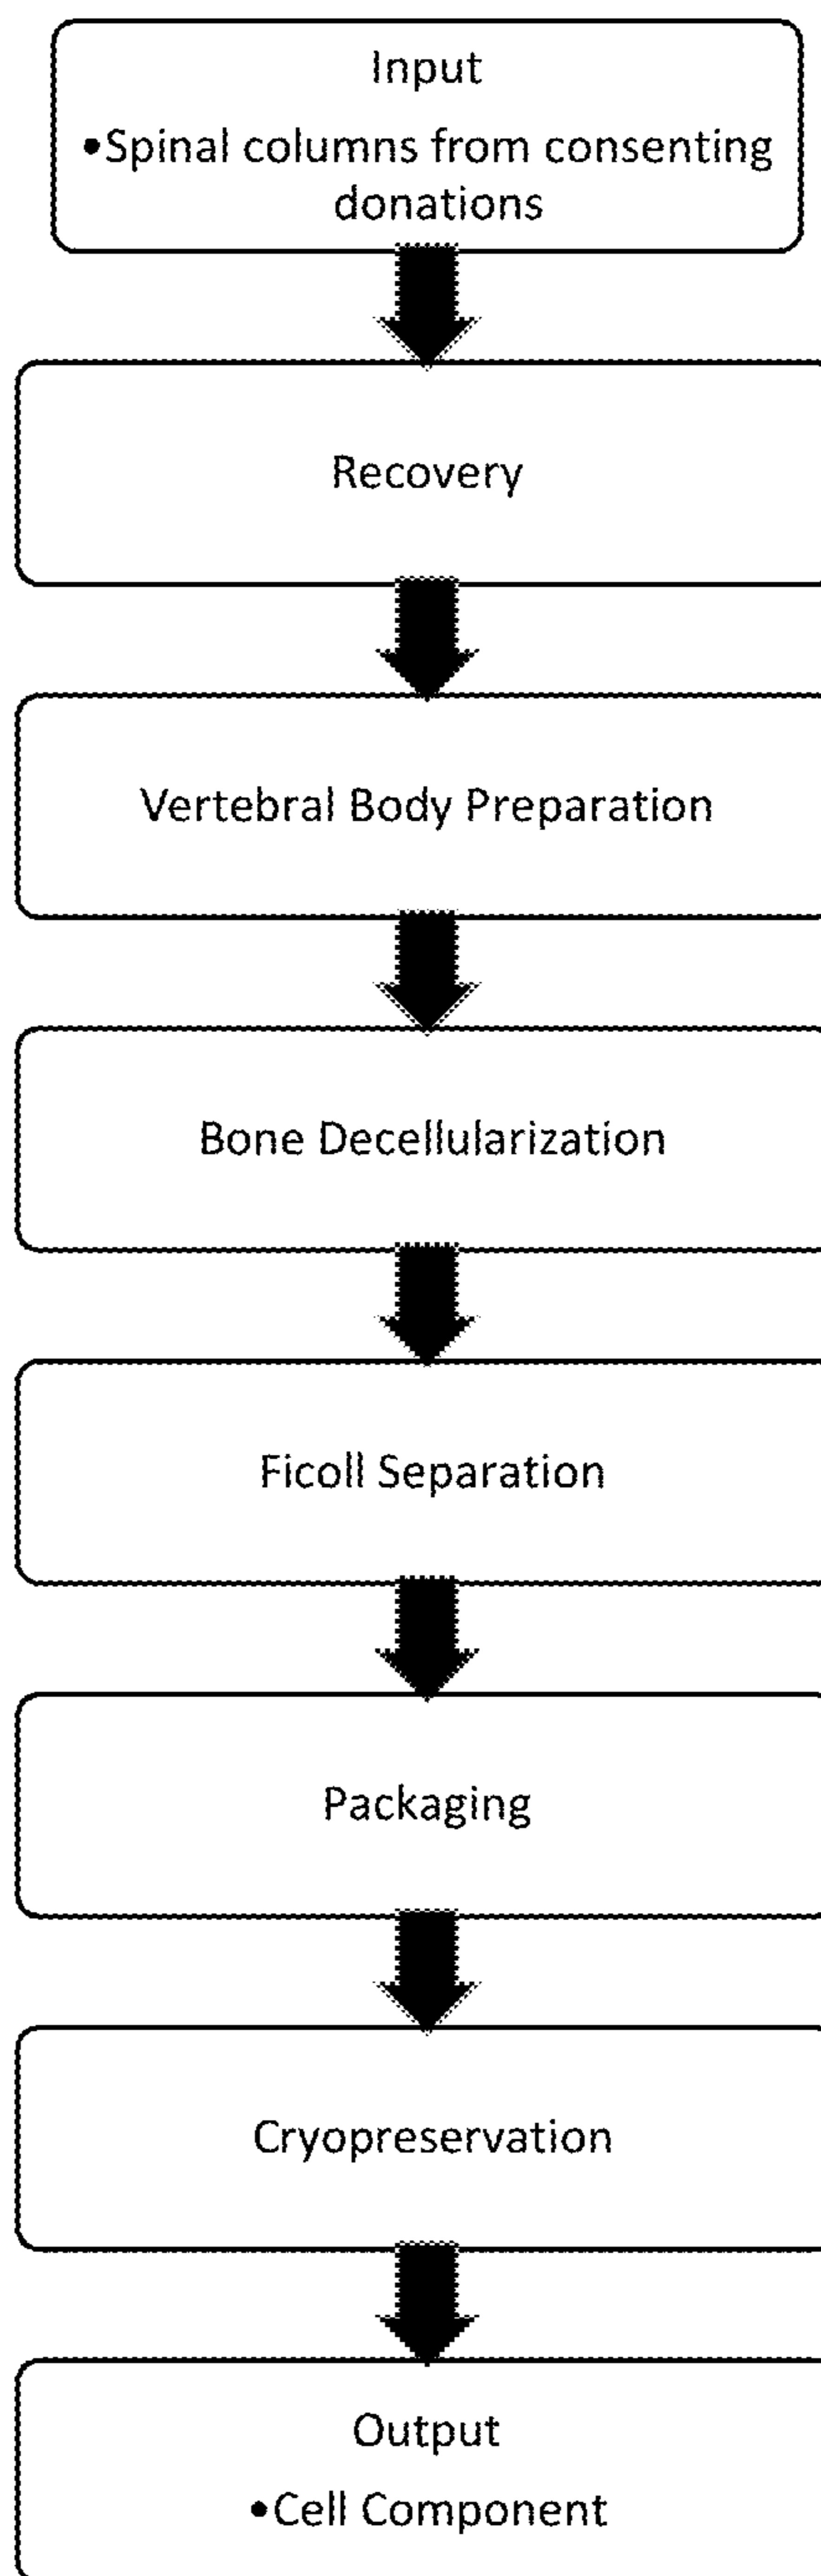 Input
•Spinal columns from consenting
donations
Recovery
Vertebral Body Preparation
Bone Decellularization
Ficoll Separation
Packaging
Cryopreservation
Output
•Cell Component